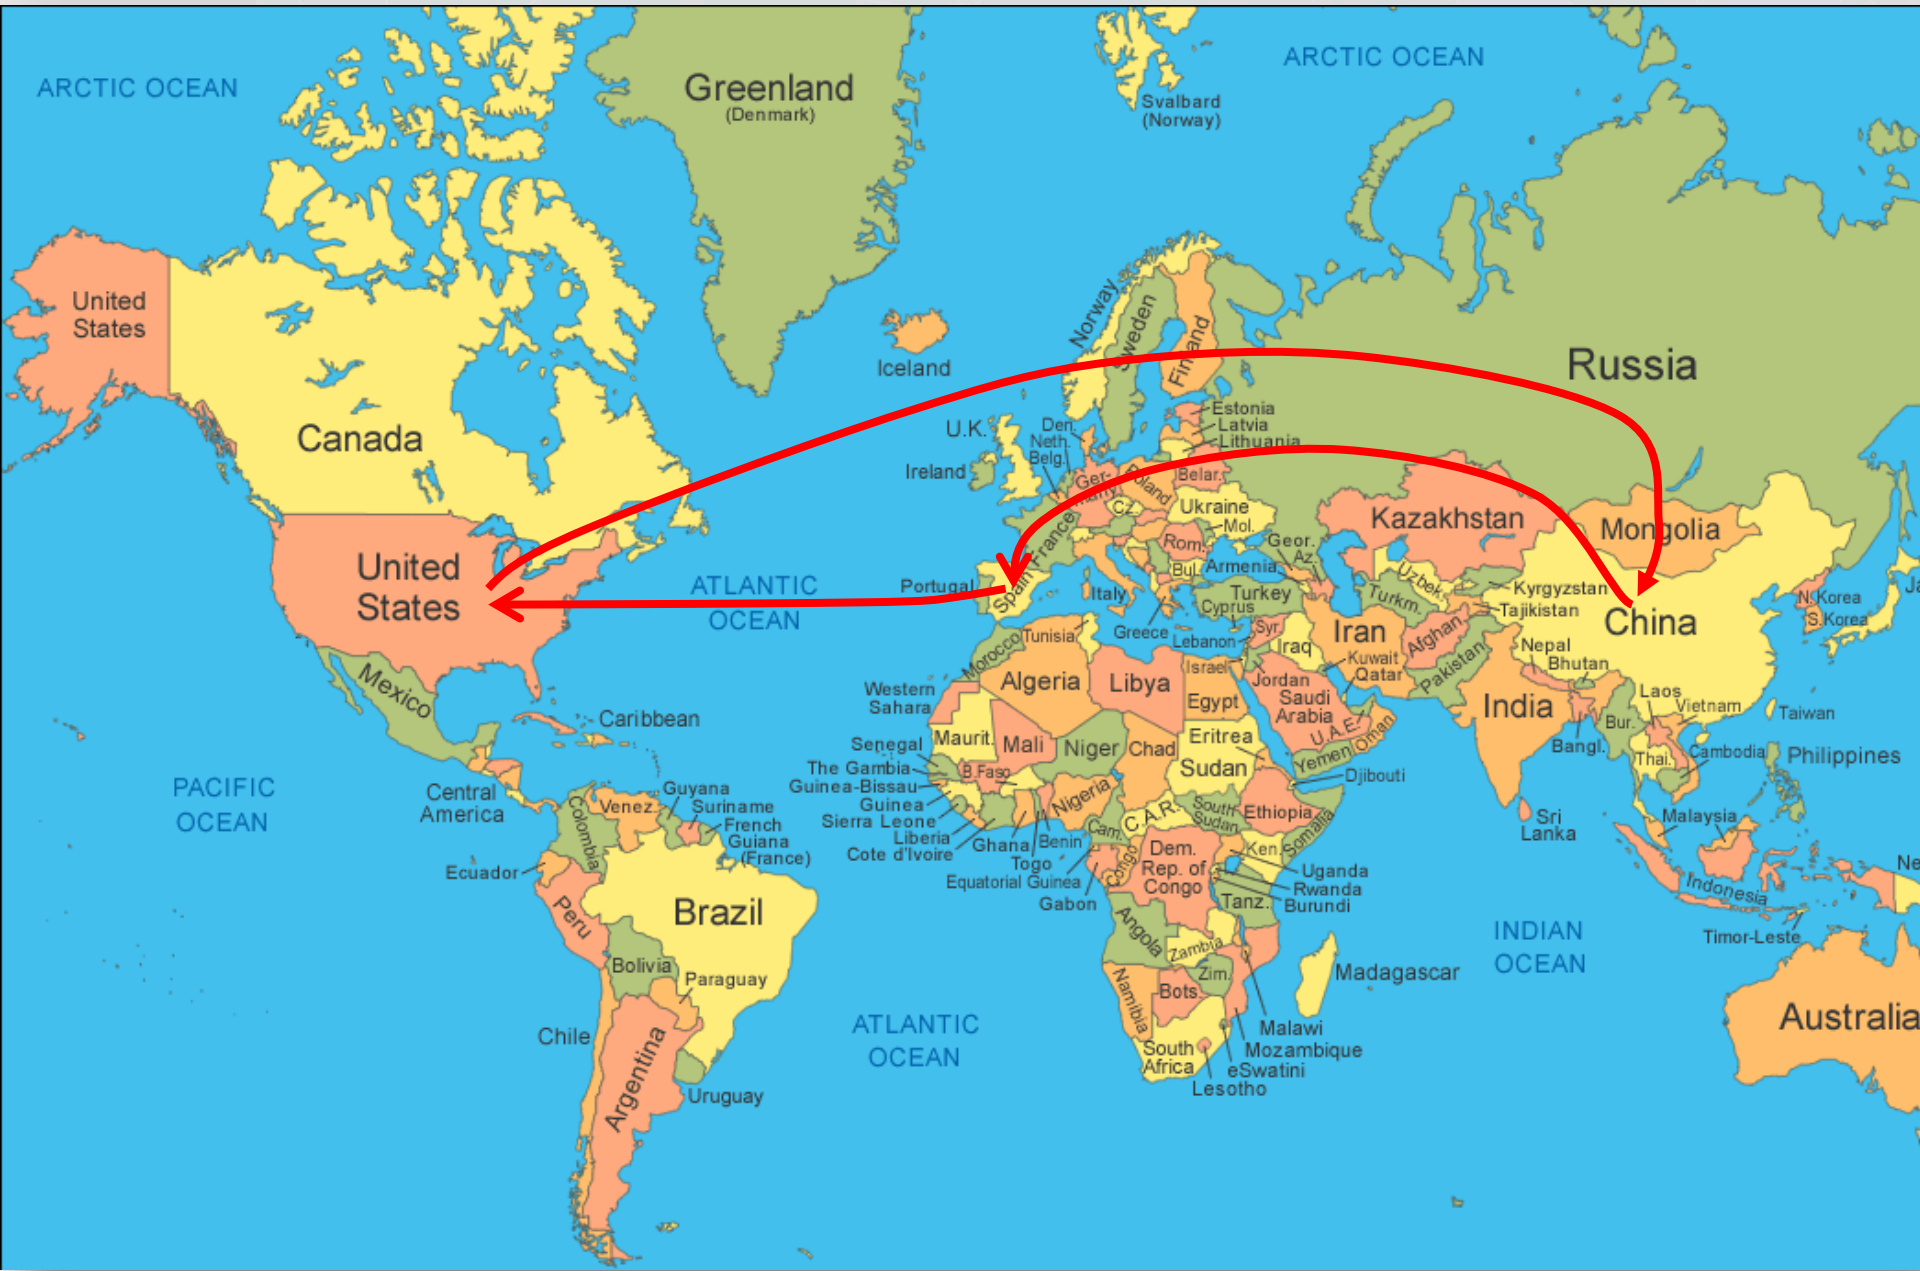 ARCTIC OCEAN
Greenland
(Denmark)
Svalbard
(Norway)
ARCTIC OCEAN
United
States
Canada
Iceland
Norway
Sweden
Finland
Russia
U.K.
Ireland
Den.
Neth.
Belg.
Estonia
Latvia
Lithuania
Belar.
Ger-
many
Poland
Cz.
Ukraine
Mol.
France
Rom.
Bul.
Geor.
Az.
Armenia
Kazakhstan
Mongolia
United
States
ATLANTIC
OCEAN
Portugal
Spain
Italy
Greece
Turkey
Cyprus
Lebanon
Syr.
Israel
Iraq
Iran
Kuwait
Qatar
Jordan
Saudi
Arabia
U.A.E.
Oman
Yemen
Uzbek.
Turkm.
Kyrgyzstan
Tajikistan
Afghan.
Pakistan
China
N. Korea
S.Korea
Ja
Nepal
Bhutan
India
Bangl.
Bur.
Laos
Vietnam
Thai.
Cambodia
Taiwan
Philippines
Sri
Lanka
Malaysia
Indonesia
Timor-Leste
Ne
Mexico
Caribbean
Central
America
PACIFIC
OCEAN
Venez.
Guyana
Suriname
French
Guiana
(France)
Colombia
Ecuador
Peru
Brazil
Bolivia
Paraguay
Chile
Argentina
Uruguay
Morocco
Tunisia
Algeria
Libya
Egypt
Western
Sahara
Maurit.
Mali
Niger
Chad
Eritrea
Sudan
Djibouti
Senegal
The Gambia
Guinea-Bissau
Guinea
Sierra Leone
Liberia
Cote d'Ivoire
B.Faso
Ghana
Togo
Benin
Nigeria
Equatorial Guinea
Gabon
Cam.
C.A.R.
South
Sudan
Ethiopia
Somalia
Congo
Dem.
Rep. of
Congo
Ken.
Uganda
Rwanda
Burundi
Tanz.
Angola
Zambia
Zim.
Namibia
Bots.
Madagascar
Malawi
Mozambique
eSwatini
Lesotho
South
Africa
ATLANTIC
OCEAN
INDIAN
OCEAN
Australia